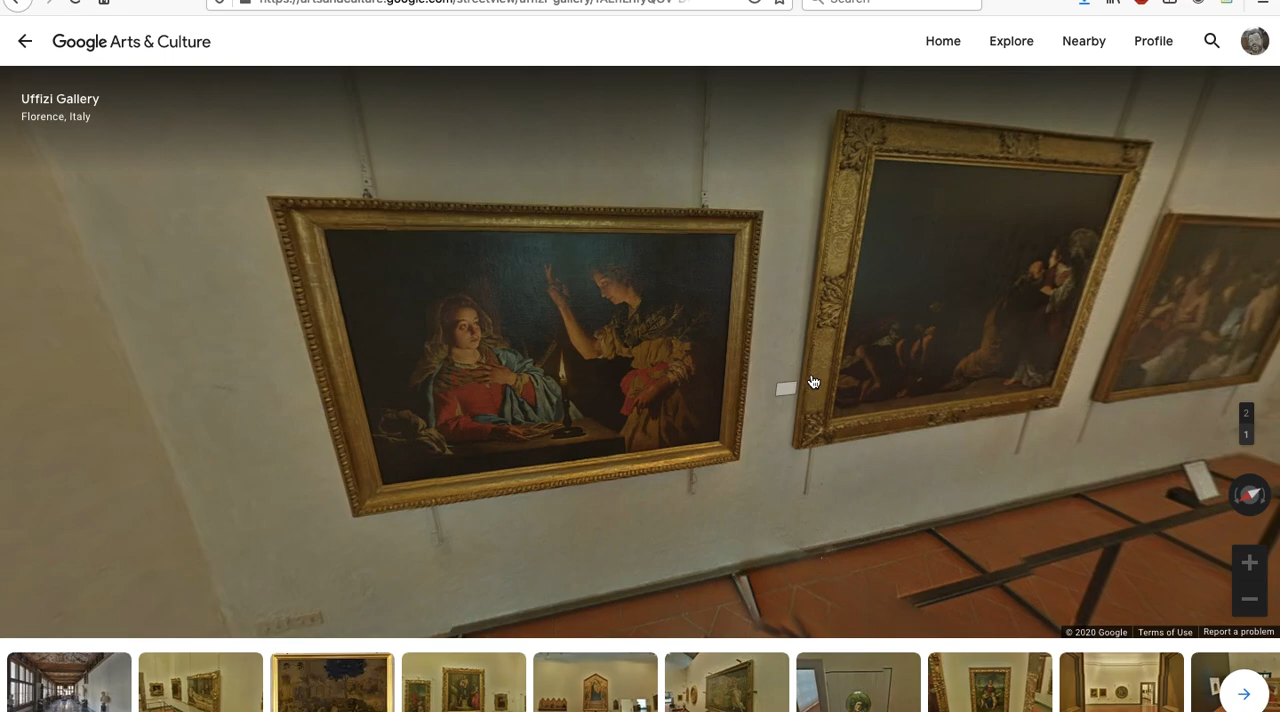 Search
Google Arts & Culture
Home
Explore
Nearby
Profile
Uffizi Gallery
Florence, Italy
2
1
© 2020 Google
Terms of Use
Report a problem